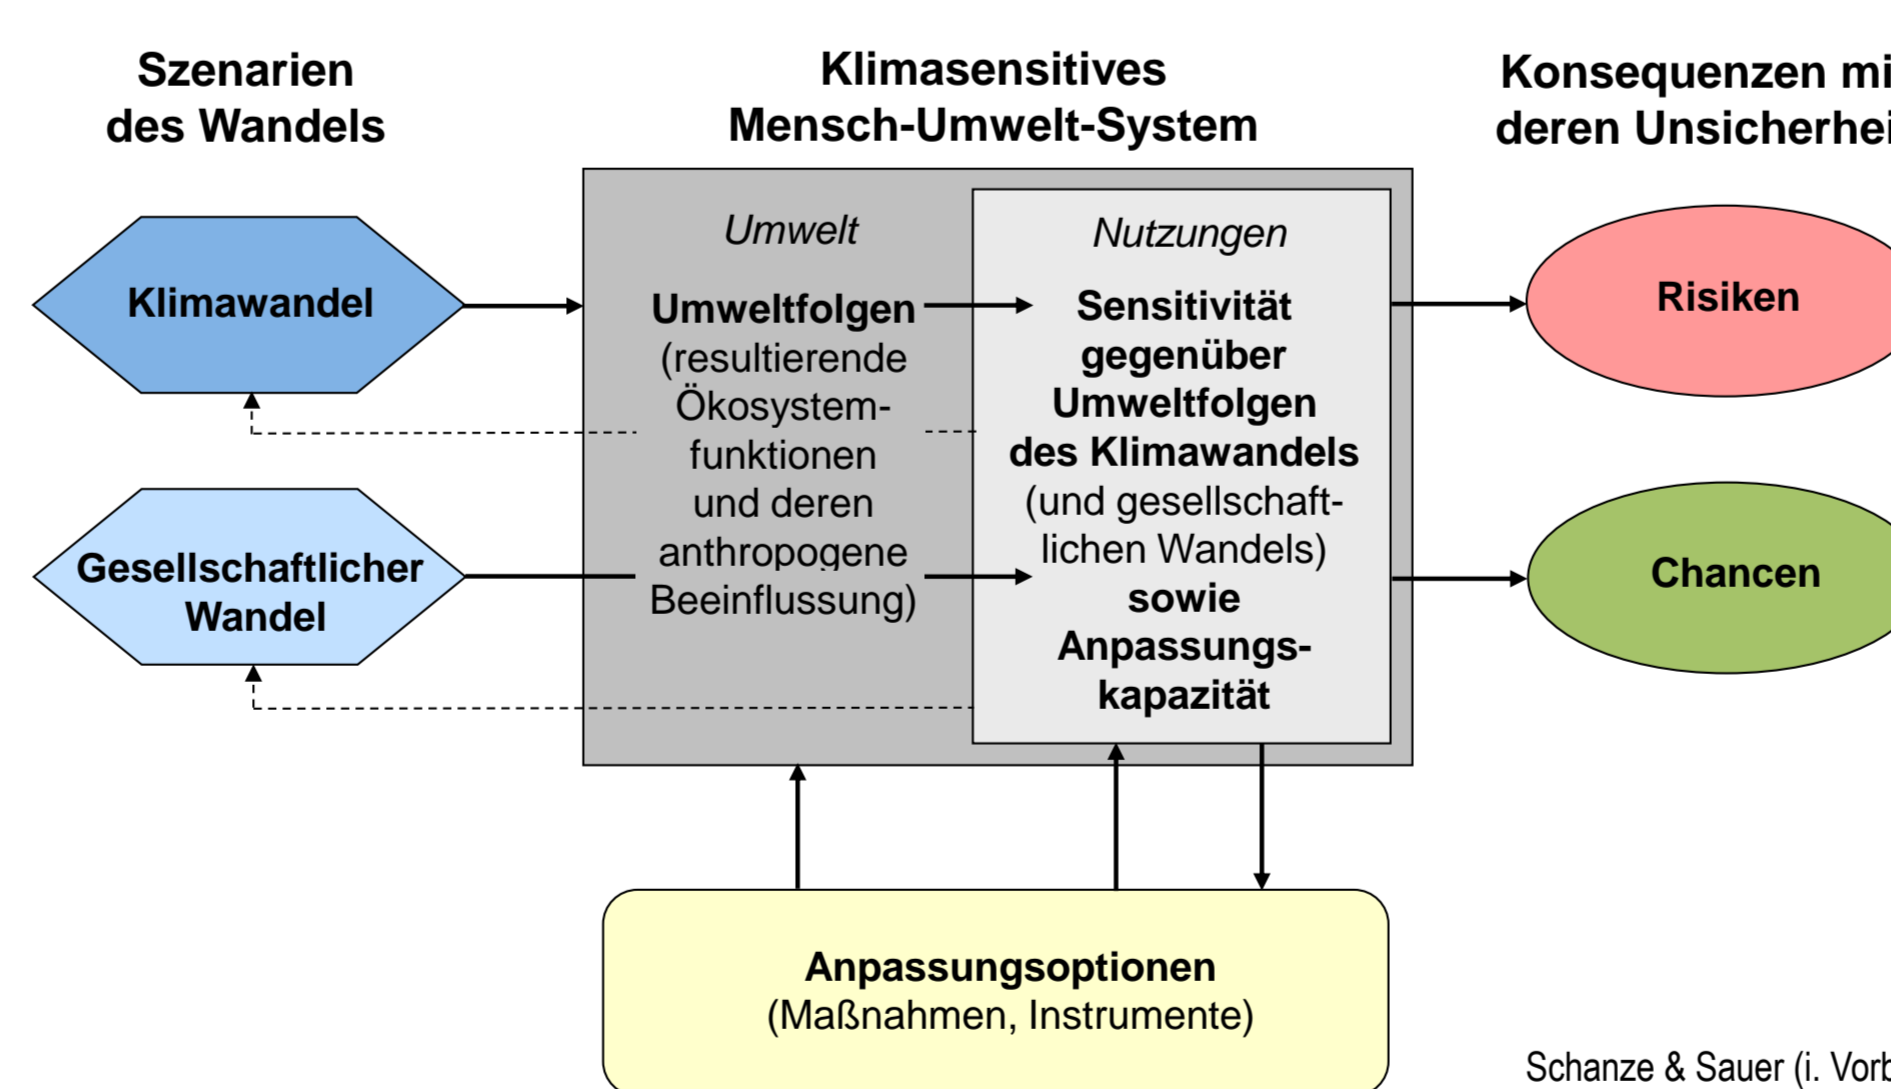 Szenarien
des Wandels
Klimasensitives
Mensch-Umwelt-System
Konsequenzen mi
deren Unsicherhei
Klimawandel
Gesellschaftlicher
Wandel
Umwelt
Umweltfolgen
(resultierende
Ökosystem-
funktionen
und deren
anthropogene
Beeinflussung)
Nutzungen
Sensitivität
gegenüber
Umweltfolgen
des Klimawandels
(und gesellschaft-
lichen Wandels)
sowie
Anpassungs-
kapazität
Risiken
Chancen
Anpassungsoptionen
(Maßnahmen, Instrumente)
Schanze & Sauer (i. Vorb